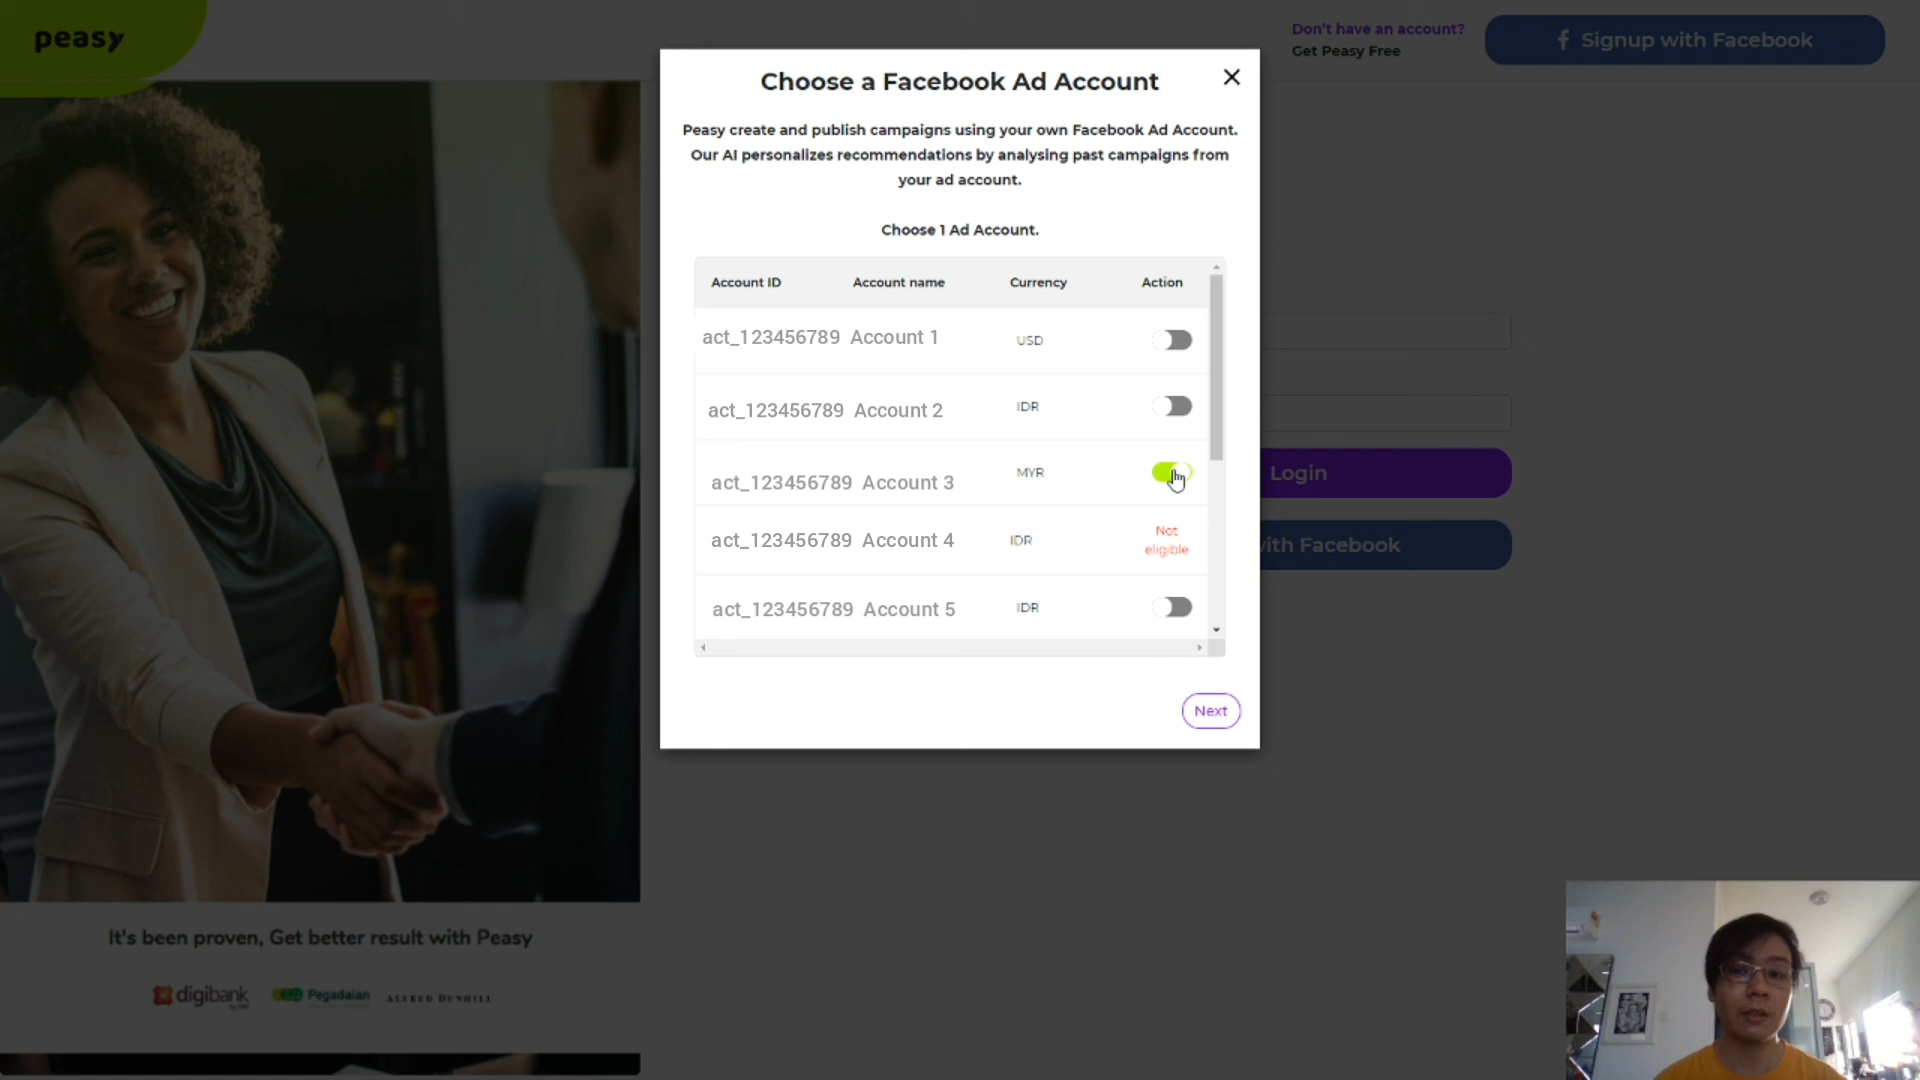 peasy
Don't have an account?
Get Peasy Free
Signup with Facebook
Choose a Facebook Ad Account
Peasy create and publish campaigns using your own Facebook Ad Account.
Our AI personalizes recommendations by analysing past campaigns from
your ad account.
Choose 1 Ad Account.
Account ID Account name Currency Action
act_123456789 Account 1 USD
act_123456789 Account 2 IDR
act_123456789 Account 3 MYR
act_123456789 Account 4 IDR Not
eligible
act_123456789 Account 5 IDR
Next
Login
with Facebook
It's been proven, Get better result with Peasy
digibank
Pegadaian
ALFRED DUNHILL